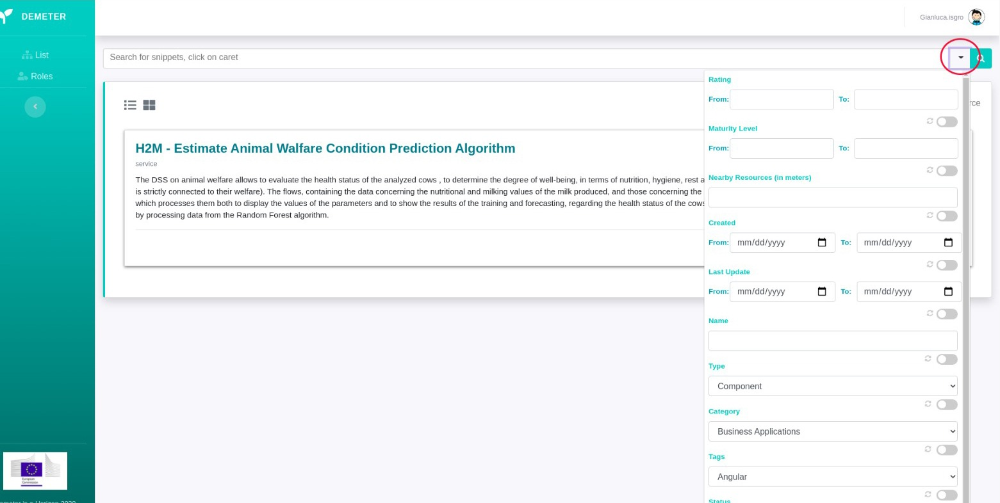 DEMETER
Gianluca.isgro
List
Roles
Search for snippets, click on caret
H2M - Estimate Animal Walfare Condition Prediction Algorithm
service
The DSS on animal welfare allows to evaluate the health status of the analyzed cows , to determine the degree of well-being, in terms of nutrition, hygiene, rest a
is strictly connected to their welfare). The flows, containing the data concerning the nutritional and milking values of the milk produced, and those concerning the
which processes them both to display the values of the parameters and to show the results of the training and forecasting, regarding the health status of the cows
by processing data from the Random Forest algorithm.
Rating
From: To:
Maturity Level
From: To:
Nearby Resources (in meters)
Created
From: mm/dd/yyyy To: mm/dd/yyyy
Last Update
From: mm/dd/yyyy To: mm/dd/yyyy
Name
Type
Component
Category
Business Applications
Tags
Angular
Status
European
Commission